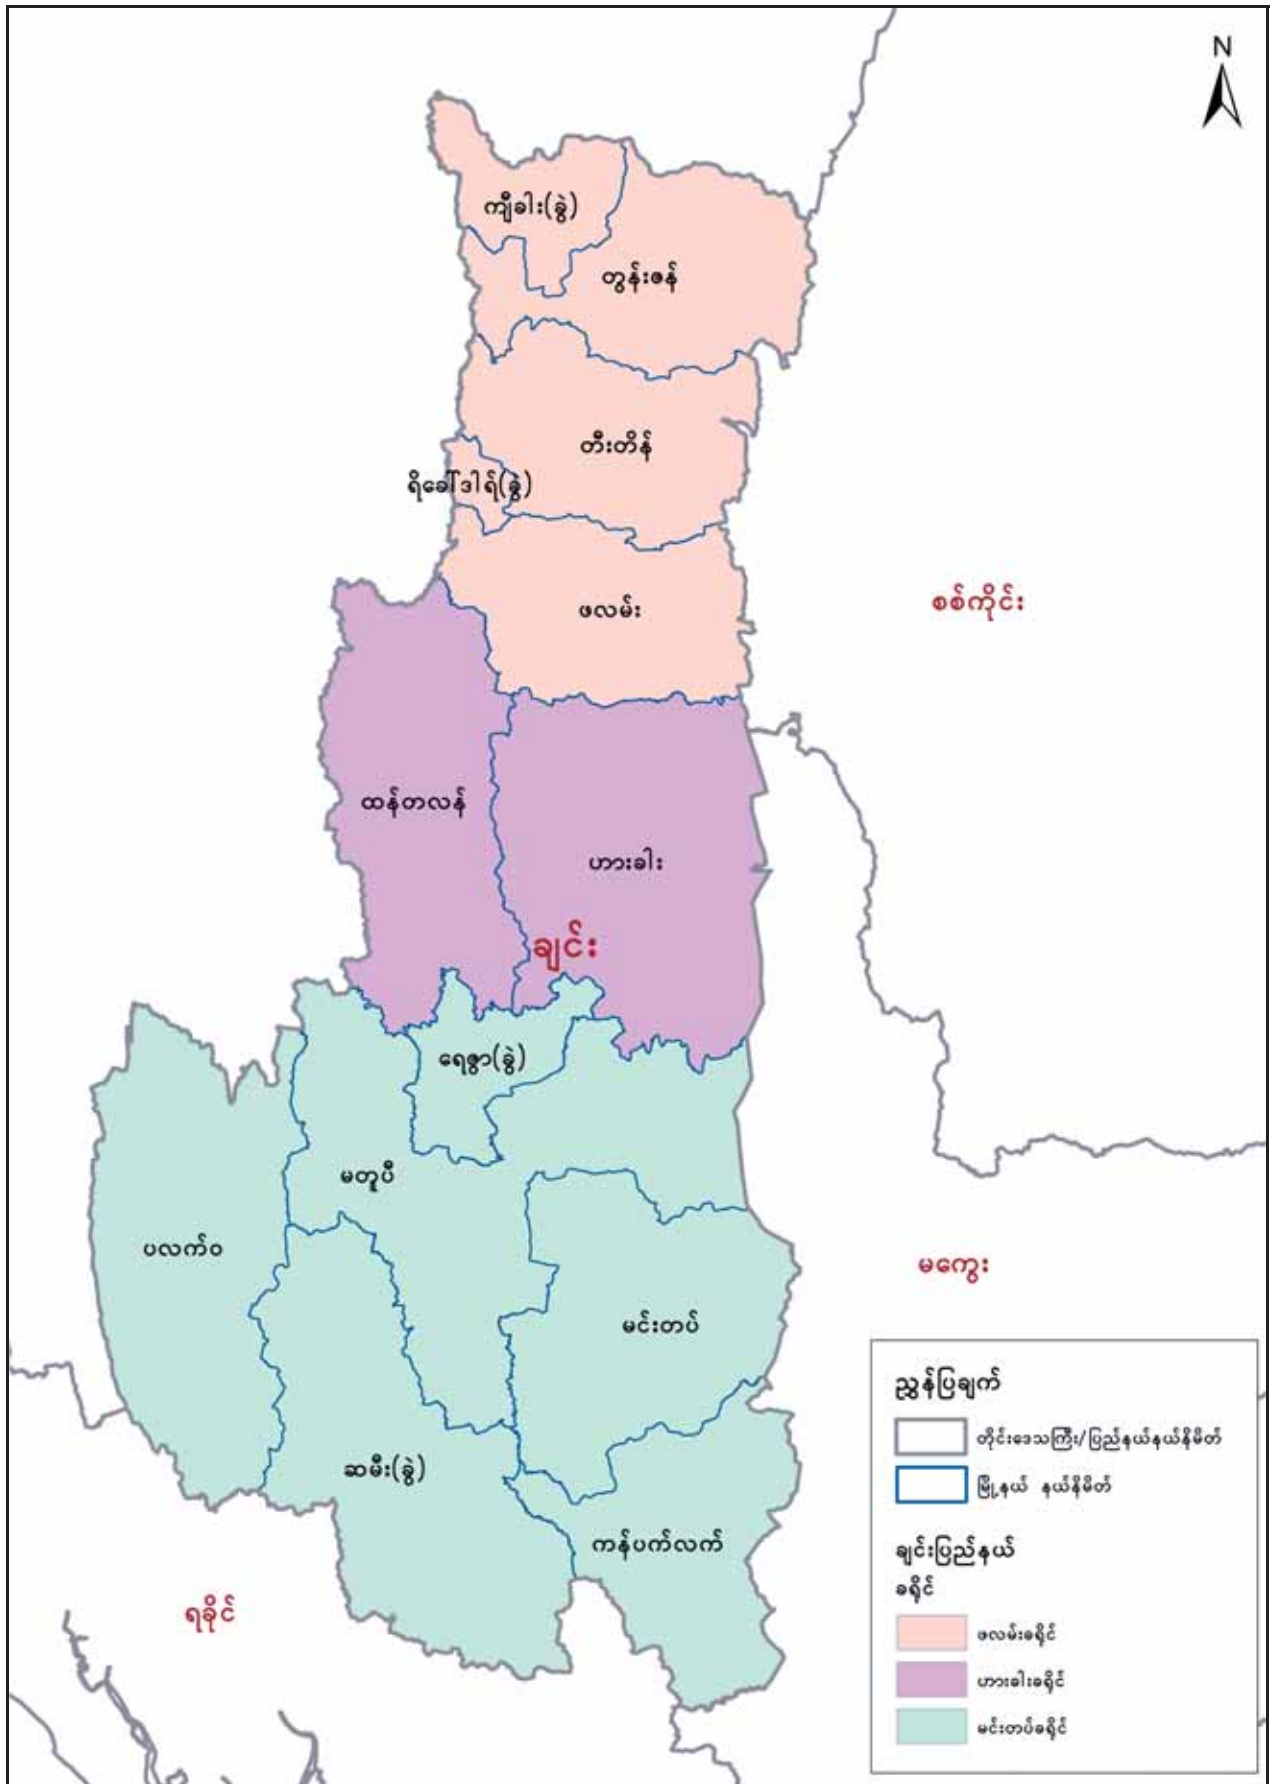 N
ကျီခါး(ခွဲ)
တွန်းဇန်
တီးတိန်
ရိခေါ်ဒါရ်(ခွဲ)
ဖလမ်း
စစ်ကိုင်း
ထန်တလန်
ဟားခါး
ချင်း
ရေဇွာ(ခွဲ)
မတူပီ
ပလက်ဝ
မကွေး
မင်းတပ်
ဆမီး(ခွဲ)
ကန်ပက်လက်
ရခိုင်
ညွှန်ပြချက်
တိုင်းဒေသကြီး/ပြည်နယ်နယ်နိမိတ်
မြို့နယ် နယ်နိမိတ်
ချင်းပြည်နယ်
ခရိုင်
ဖလမ်းခရိုင်
ဟားခါးခရိုင်
မင်းတပ်ခရိုင်